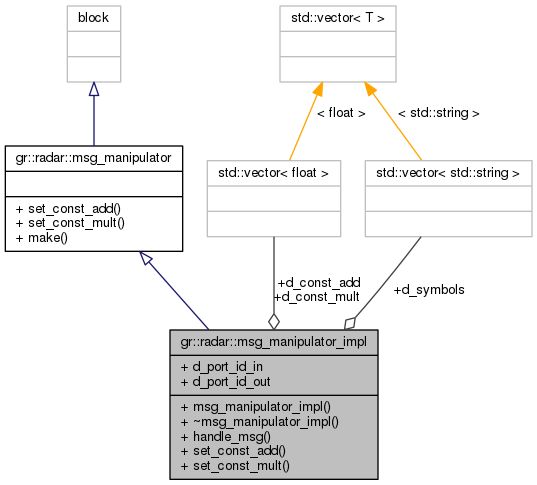 block
std::vector< T >
< float >
< std::string >
gr::radar::msg_manipulator
+ set_const_add()
+ set_const_mult()
+ make()
std::vector< float >
std::vector< std::string >
+d_const_add
+d_const_mult
+d_symbols
gr::radar::msg_manipulator_impl
+ d_port_id_in
+ d_port_id_out
+ msg_manipulator_impl()
+ ~msg_manipulator_impl()
+ handle_msg()
+ set_const_add()
+ set_const_mult()